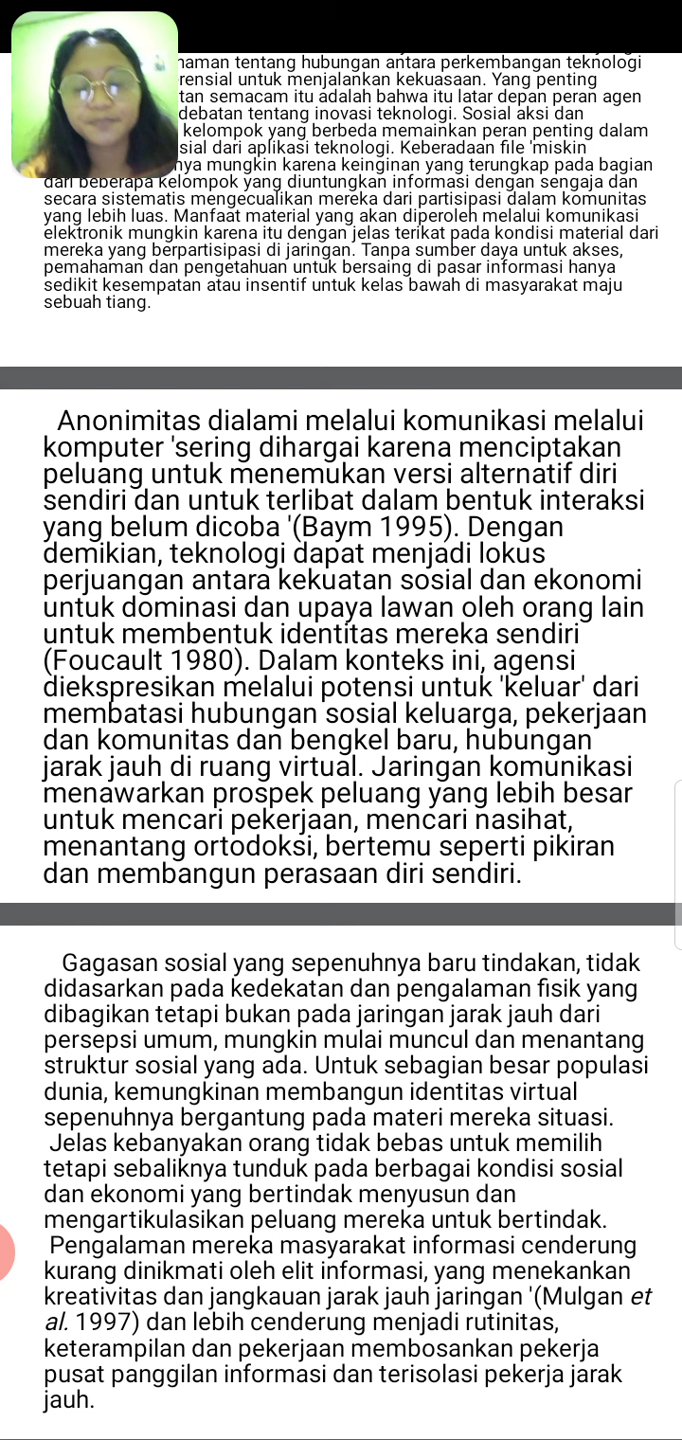 naman tentang hubungan antara perkembangan teknologi
rensial untuk menjalankan kekuasaan. Yang penting
tan semacam itu adalah bahwa itu latar depan peran agen
debatan tentang inovasi teknologi. Sosial aksi dan
kelompok yang berbeda memainkan peran penting dalam
sial dari aplikasi teknologi. Keberadaan file 'miskin
nya mungkin karena keinginan yang terungkap pada bagian
dari beberapa kelompok yang diuntungkan informasi dengan sengaja dan
secara sistematis mengecualikan mereka dari partisipasi dalam komunitas
yang lebih luas. Manfaat material yang akan diperoleh melalui komunikasi
elektronik mungkin karena itu dengan jelas terikat pada kondisi material dari
mereka yang berpartisipasi di jaringan. Tanpa sumber daya untuk akses,
pemahaman dan pengetahuan untuk bersaing di pasar informasi hanya
sedikit kesempatan atau insentif untuk kelas bawah di masyarakat maju
sebuah tiang.
Anonimitas dialami melalui komunikasi melalui
komputer 'sering dihargai karena menciptakan
peluang untuk menemukan versi alternatif diri
sendiri dan untuk terlibat dalam bentuk interaksi
yang belum dicoba '(Baym 1995). Dengan
demikian, teknologi dapat menjadi lokus
perjuangan antara kekuatan sosial dan ekonomi
untuk dominasi dan upaya lawan oleh orang lain
untuk membentuk identitas mereka sendiri
(Foucault 1980). Dalam konteks ini, agensi
diekspresikan melalui potensi untuk 'keluar' dari
membatasi hubungan sosial keluarga, pekerjaan
dan komunitas dan bengkel baru, hubungan
jarak jauh di ruang virtual. Jaringan komunikasi
menawarkan prospek peluang yang lebih besar
untuk mencari pekerjaan, mencari nasihat,
menantang ortodoksi, bertemu seperti pikiran
dan membangun perasaan diri sendiri.
Gagasan sosial yang sepenuhnya baru tindakan, tidak
didasarkan pada kedekatan dan pengalaman fisik yang
dibagikan tetapi bukan pada jaringan jarak jauh dari
persepsi umum, mungkin mulai muncul dan menantang
struktur sosial yang ada. Untuk sebagian besar populasi
dunia, kemungkinan membangun identitas virtual
sepenuhnya bergantung pada materi mereka situasi.
Jelas kebanyakan orang tidak bebas untuk memilih
tetapi sebaliknya tunduk pada berbagai kondisi sosial
dan ekonomi yang bertindak menyusun dan
mengartikulasikan peluang mereka untuk bertindak.
Pengalaman mereka masyarakat informasi cenderung
kurang dinikmati oleh elit informasi, yang menekankan
kreativitas dan jangkauan jarak jauh jaringan '(Mulgan et
al. 1997) dan lebih cenderung menjadi rutinitas,
keterampilan dan pekerjaan membosankan pekerja
pusat panggilan informasi dan terisolasi pekerja jarak
jauh.